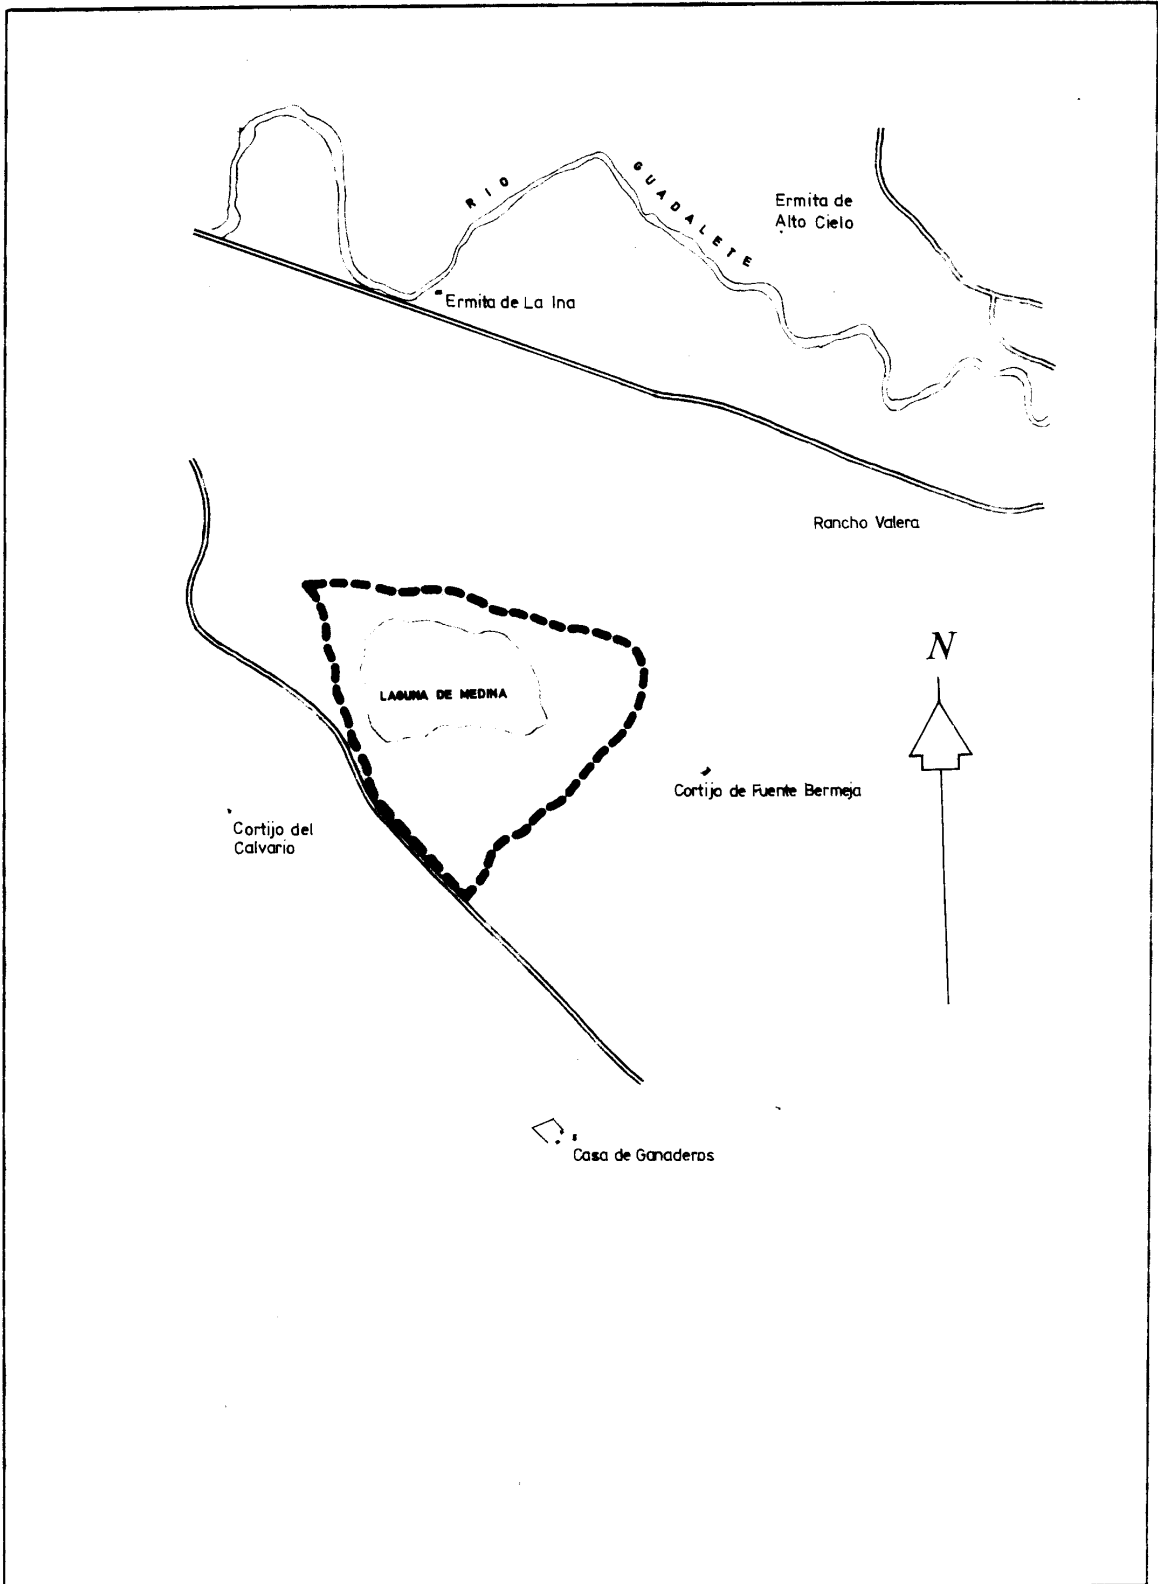 RIO GUADALETE
Ermita de
Alto Cielo
Ermita de La Ina
Rancho Valera
N
LAGUNA DE MEDINA
Cortijo de Fuente Bermeja
Cortijo del
Calvario
Casa de Ganaderos